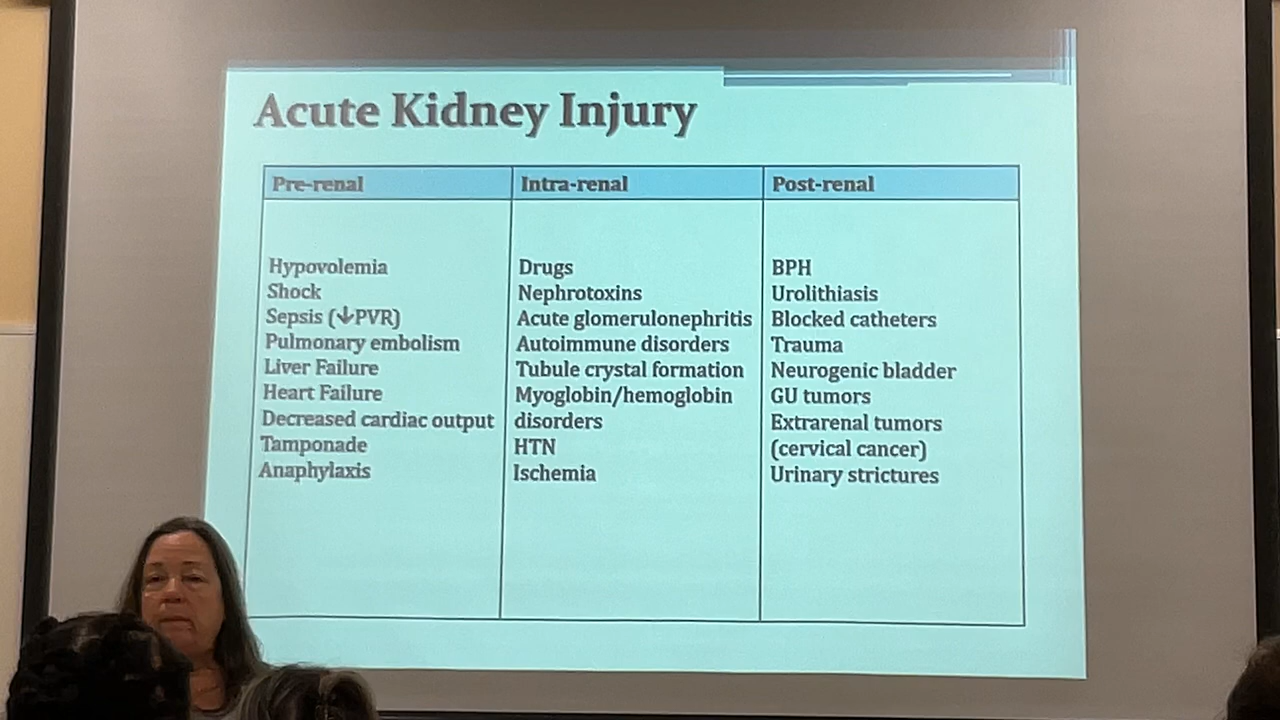 Acute Kidney Injury
Pre-renal
Hypovolemia
Shock
Sepsis (↓PVR)
Pulmonary embolism
Liver Failure
Heart Failure
Decreased cardiac output
Tamponade
Anaphylaxis
Intra-renal
Drugs
Nephrotoxins
Acute glomerulonephritis
Autoimmune disorders
Tubule crystal formation
Myoglobin/hemoglobin
disorders
HTN
Ischemia
Post-renal
BPH
Urolithiasis
Blocked catheters
Trauma
Neurogenic bladder
GU tumors
Extrarenal tumors
(cervical cancer)
Urinary strictures